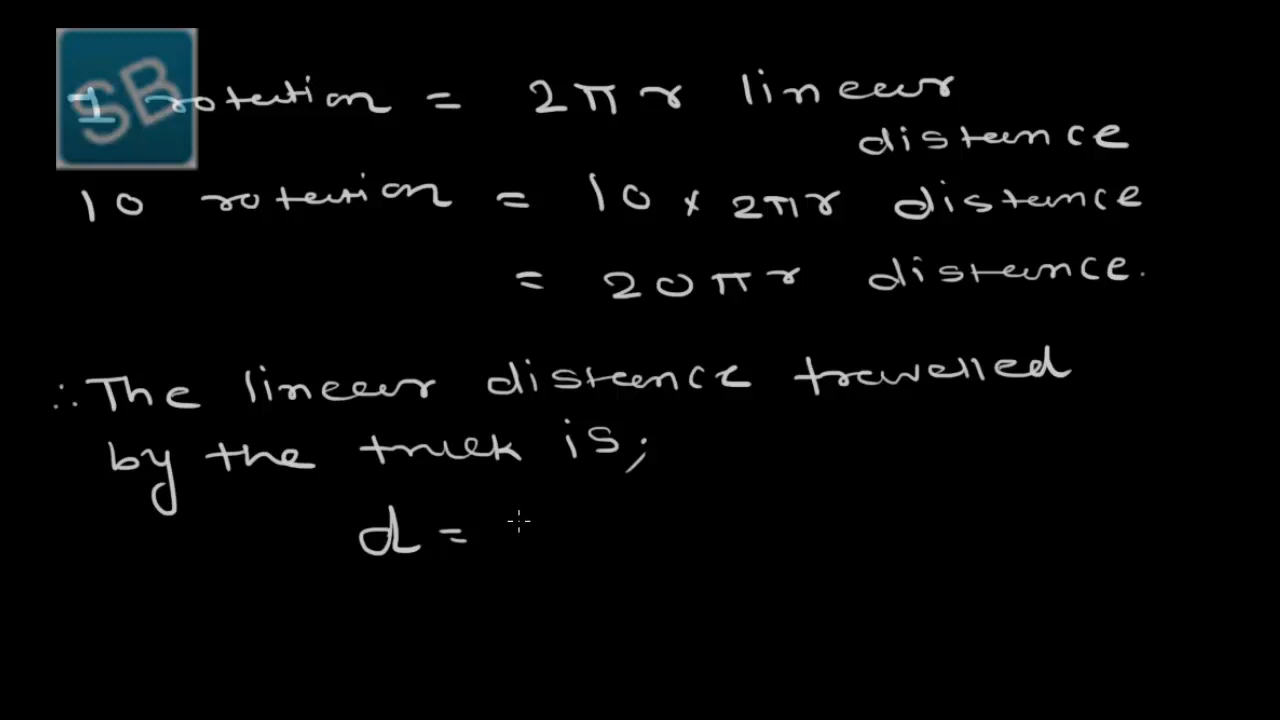 SB
1 rotation = 2πr linear
distance
10 rotation = 10 × 2πr distance
= 20πr distance.
∴ The linear distance travelled
by the truck is;
d =